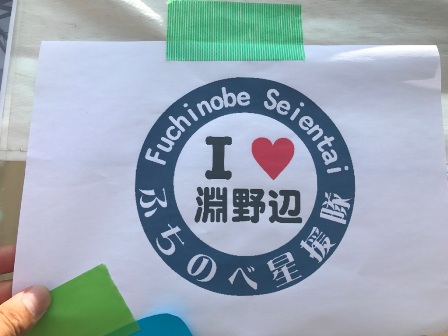 Fuchinobe Seientai
I ♥
淵野辺
ふちのべ星援隊